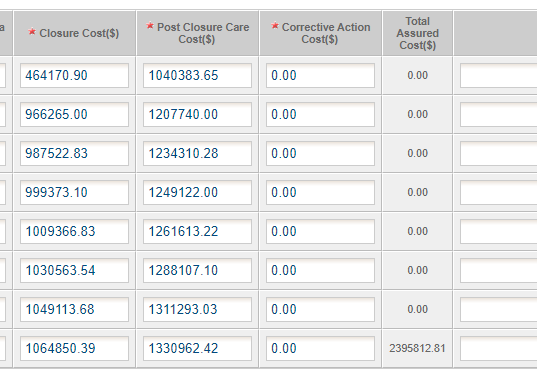 a * Closure Cost($) * Post Closure Care Cost($) * Corrective Action Cost($) Total Assured Cost($)
464170.90 1040383.65 0.00 0.00
966265.00 1207740.00 0.00 0.00
987522.83 1234310.28 0.00 0.00
999373.10 1249122.00 0.00 0.00
1009366.83 1261613.22 0.00 0.00
1030563.54 1288107.10 0.00 0.00
1049113.68 1311293.03 0.00 0.00
1064850.39 1330962.42 0.00 2395812.81